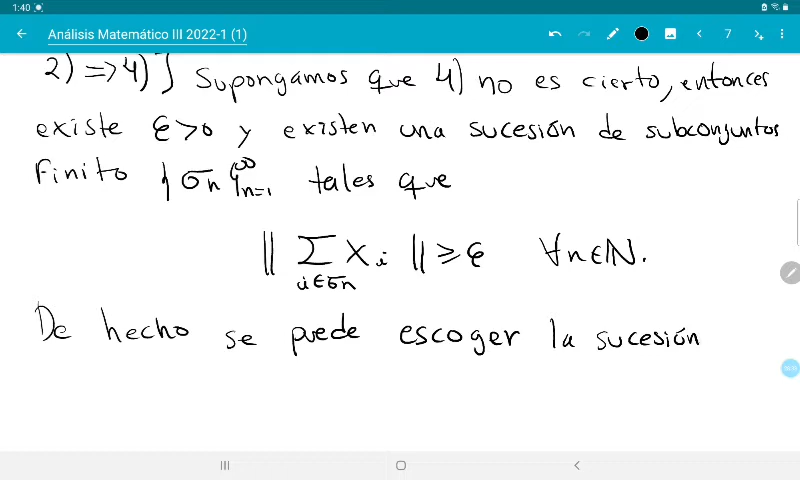 1:40
Análisis Matemático III 2022-1 (1)
7
2) => 4)] Supongamos que 4) no es cierto, entonces
existe ε>0 y existen una sucesión de subconjuntos
Finito {σn}∞n=1 tales que
|| Σi∈σn Xi || ≥ ε ∀n∈ℕ.
De hecho se puede escoger la sucesión